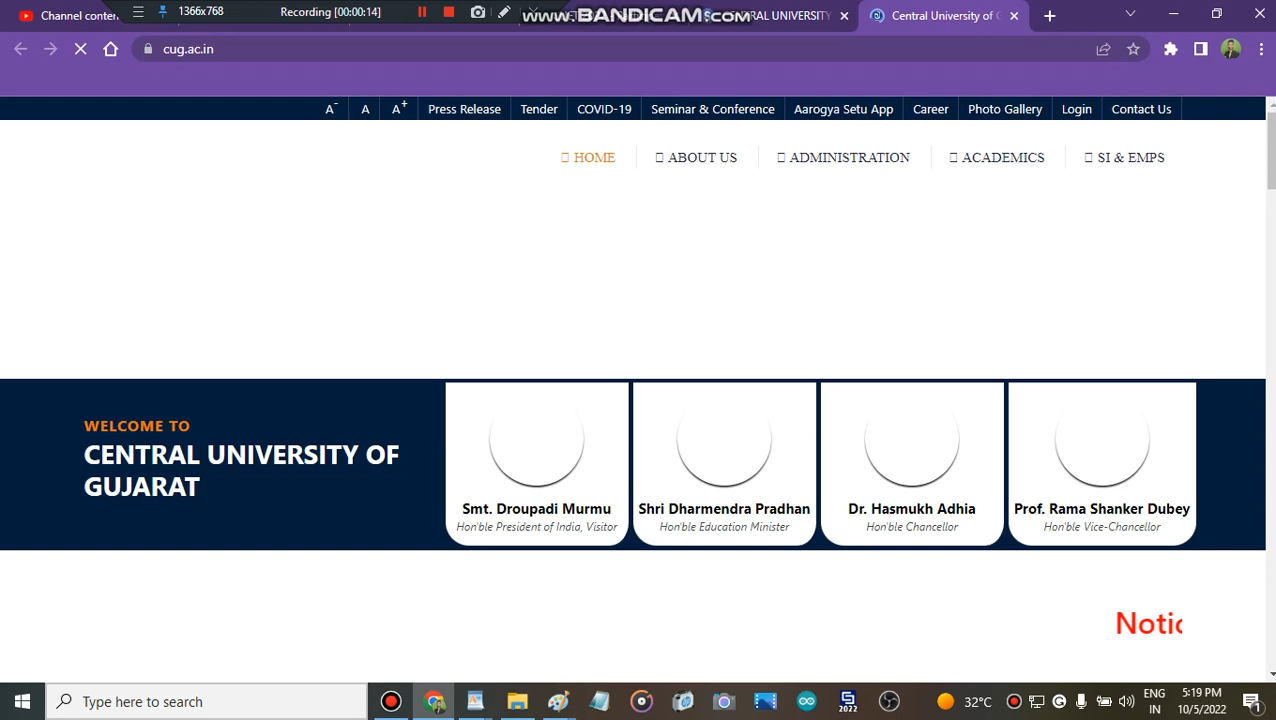 Channel conten
1366x768
Recording [00:00:14]
www.BANDICAM.com
RAL UNIVERSITY
Central University of G
cug.ac.in
A-
A
A+
Press Release
Tender
COVID-19
Seminar & Conference
Aarogya Setu App
Career
Photo Gallery
Login
Contact Us
HOME
ABOUT US
ADMINISTRATION
ACADEMICS
SI & EMPS
WELCOME TO
CENTRAL UNIVERSITY OF
GUJARAT
Smt. Droupadi Murmu
Hon'ble President of India, Visitor
Shri Dharmendra Pradhan
Hon'ble Education Minister
Dr. Hasmukh Adhia
Hon'ble Chancellor
Prof. Rama Shanker Dubey
Hon'ble Vice-Chancellor
Notic
Type here to search
2022
32°C
ENG
IN
5:19 PM
10/5/2022
1